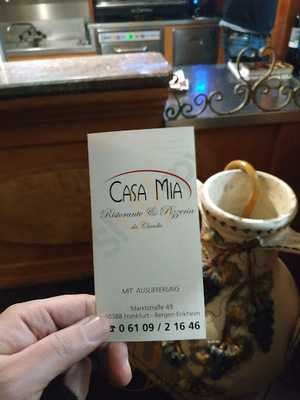 CASA MIA
Ristorante & Pizzeria
da Claudio
MIT AUSLIEFERUNG
Marktstraße 49
60388 Frankfurt - Bergen-Enkheim
☎ 0 61 09 / 2 16 46